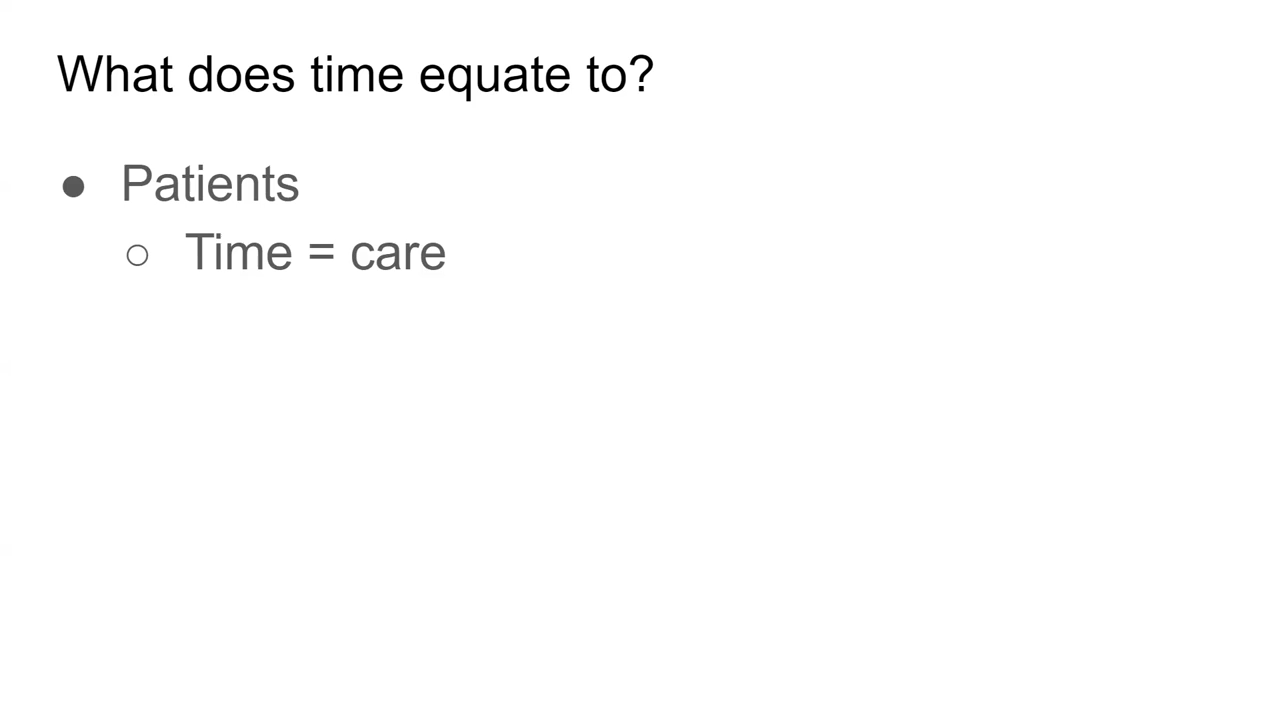 What does time equate to?
● Patients
○ Time = care